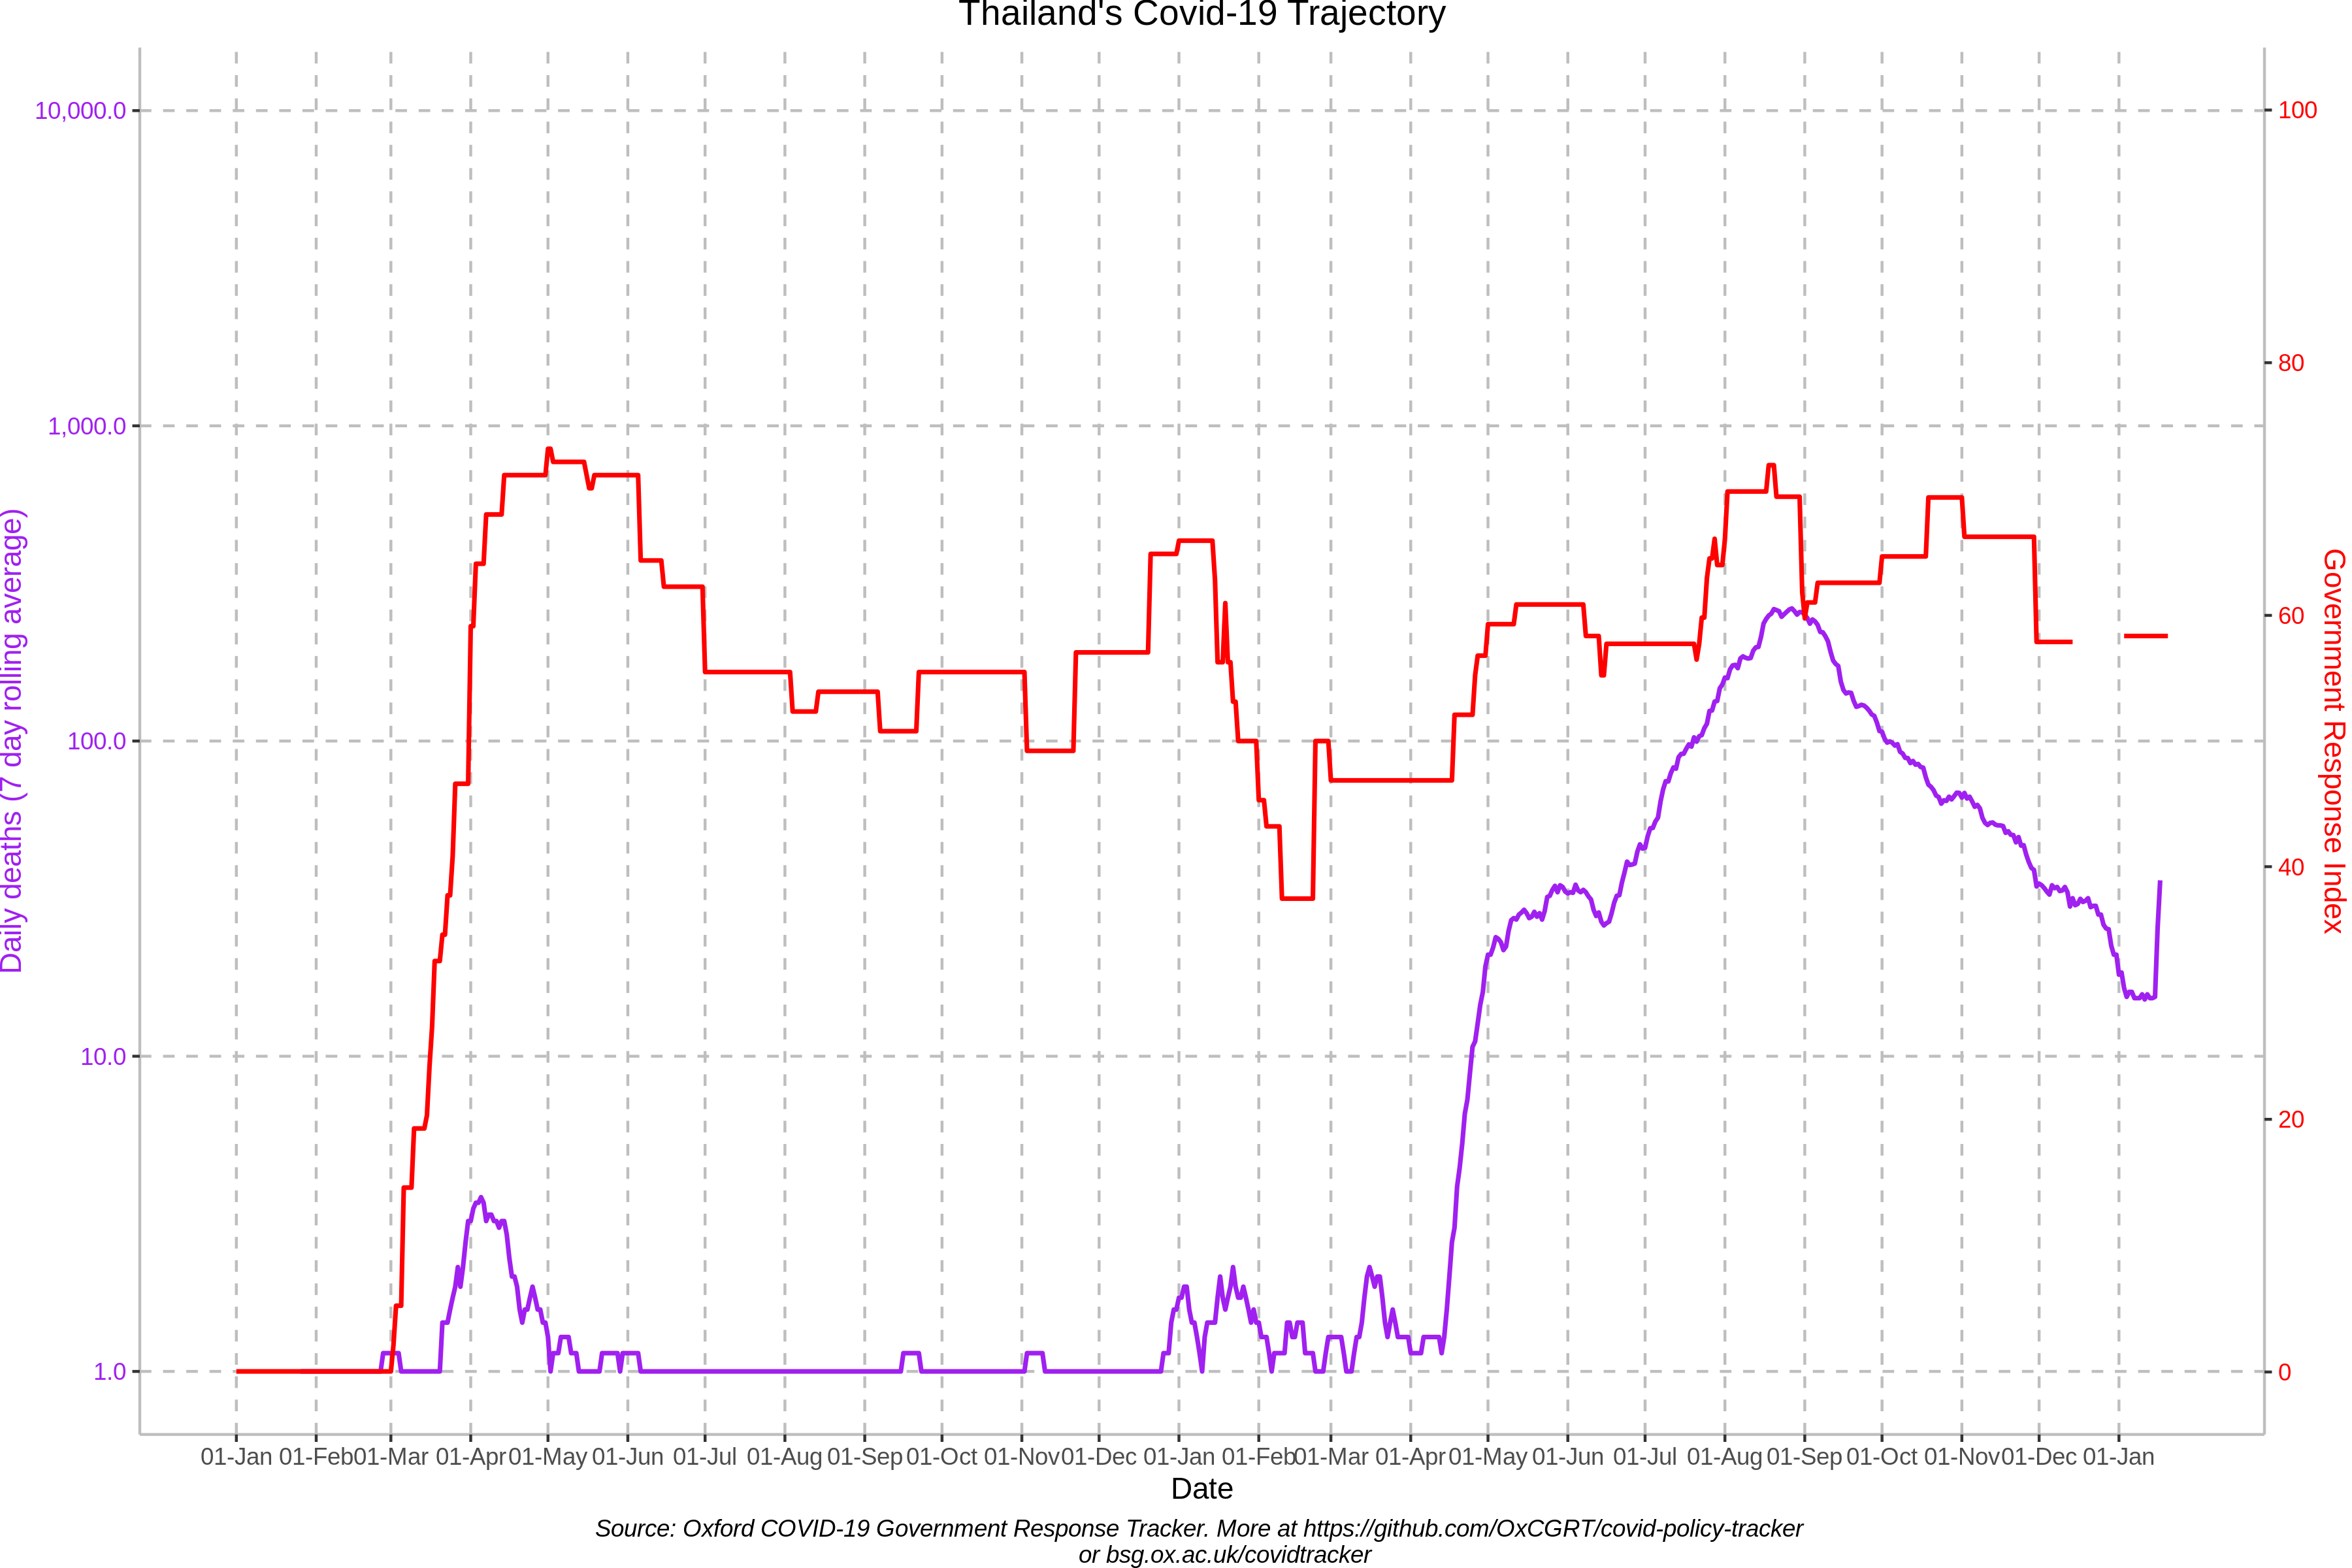 Thailand's Covid-19 Trajectory
10,000.0
1,000.0
100.0
10.0
1.0
Daily deaths (7 day rolling average)
100
80
60
40
20
0
Government Response Index
01-Jan 01-Feb 01-Mar 01-Apr 01-May 01-Jun 01-Jul 01-Aug 01-Sep 01-Oct 01-Nov 01-Dec 01-Jan 01-Feb 01-Mar 01-Apr 01-May 01-Jun 01-Jul 01-Aug 01-Sep 01-Oct 01-Nov 01-Dec 01-Jan
Date
Source: Oxford COVID-19 Government Response Tracker. More at https://github.com/OxCGRT/covid-policy-tracker
or bsg.ox.ac.uk/covidtracker